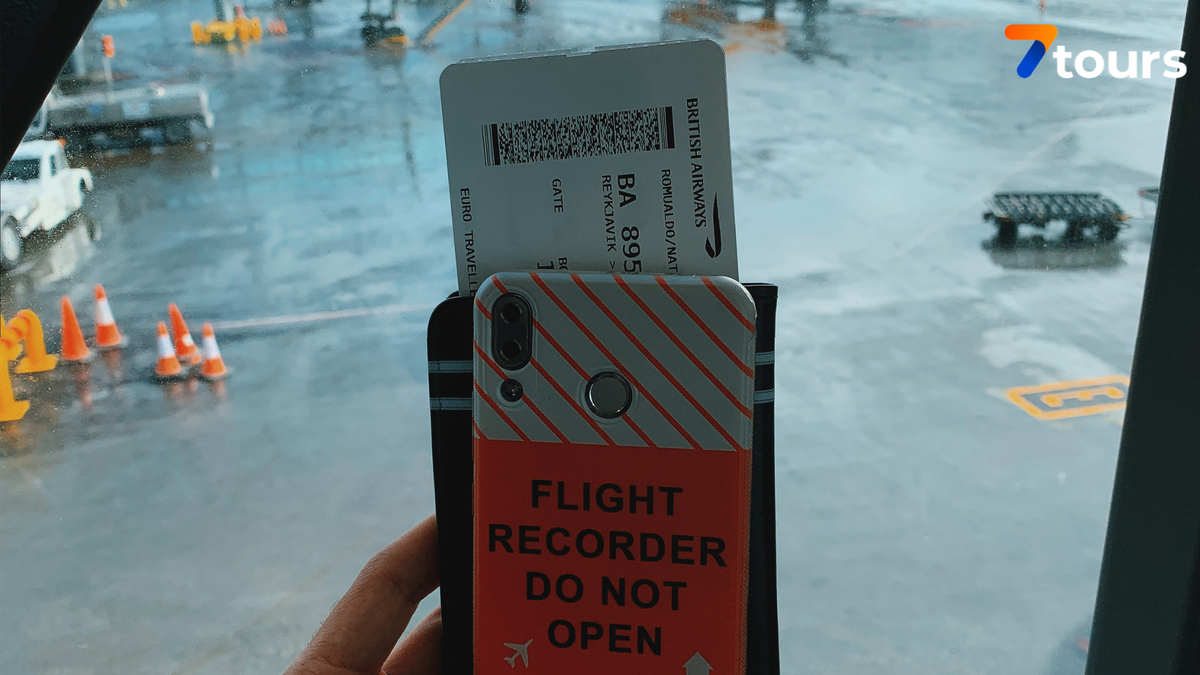 7tours
BRITISH AIRWAYS
ROMUALDO/NAT
BA 895
REYKJAVIK >
GATE
EURO TRAVELL
FLIGHT
RECORDER
DO NOT
OPEN
E